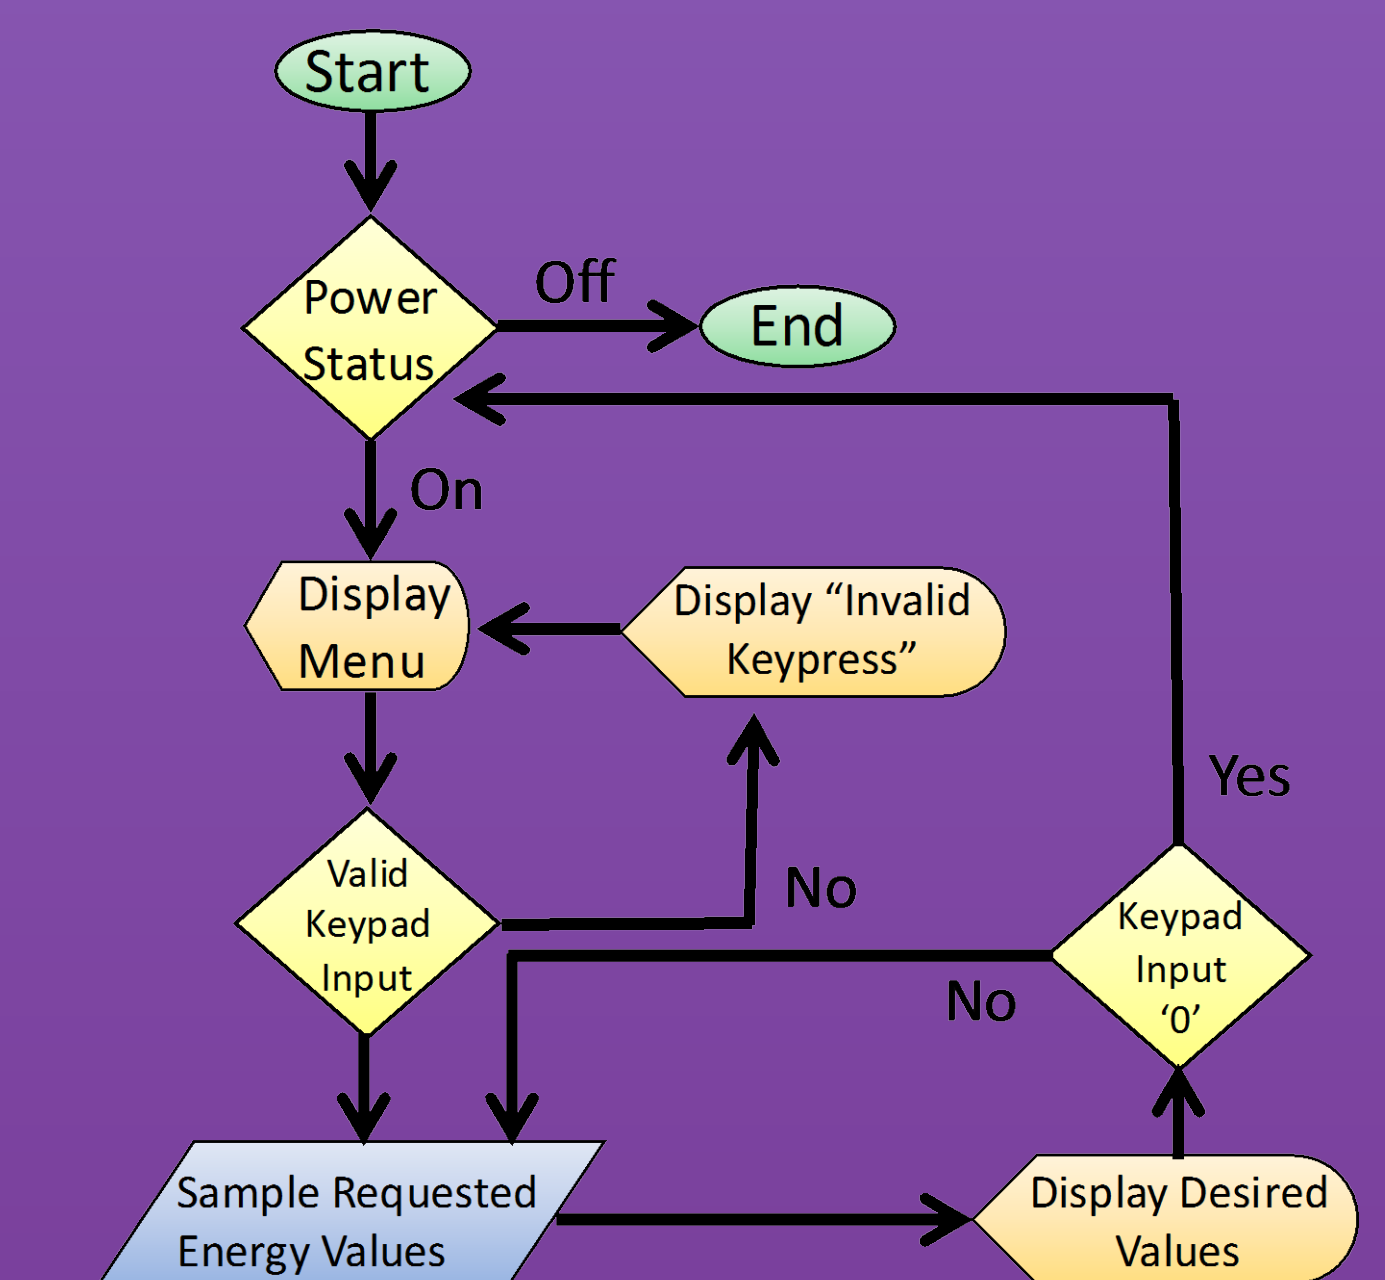 Start
Power
Status
Off
End
On
Display
Menu
Display “Invalid
Keypress”
Valid
Keypad
Input
No
Yes
Keypad
Input
‘0’
No
Sample Requested
Energy Values
Display Desired
Values